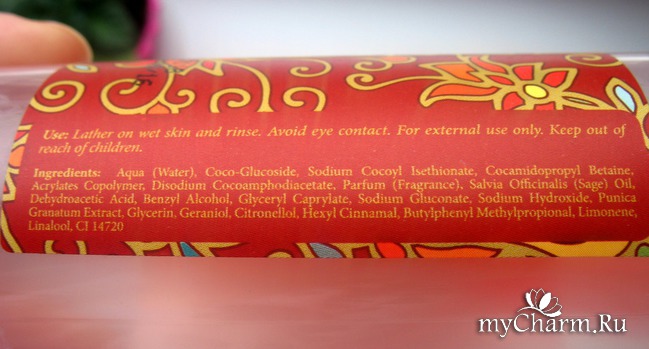 Use: Lather on wet skin and rinse. Avoid eye contact. For external use only. Keep out of
reach of children.
Ingredients: Aqua (Water), Coco-Glucoside, Sodium Cocoyl Isethionate, Cocamidopropyl Betaine,
Acrylates Copolymer, Disodium Cocoamphodiacetate, Parfum (Fragrance), Salvia Officinalis (Sage) Oil,
Dehydroacetic Acid, Benzyl Alcohol, Glyceryl Caprylate, Sodium Gluconate, Sodium Hydroxide, Punica
Granatum Extract, Glycerin, Geraniol, Citronellol, Hexyl Cinnamal, Butylphenyl Methylpropional, Limonene,
Linalool, CI 14720
myCharm.Ru